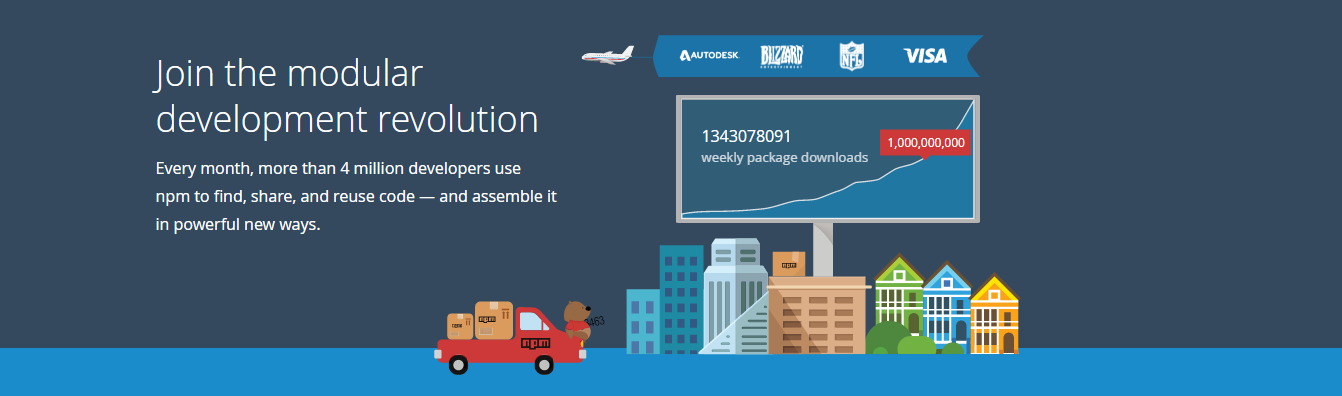 Join the modular
development revolution
Every month, more than 4 million developers use
npm to find, share, and reuse code — and assemble it
in powerful new ways.
AUTODESK
BLIZZARD
ENTERTAINMENT
NFL
VISA
1343078091
weekly package downloads
1,000,000,000
npm
npm
npm
npm